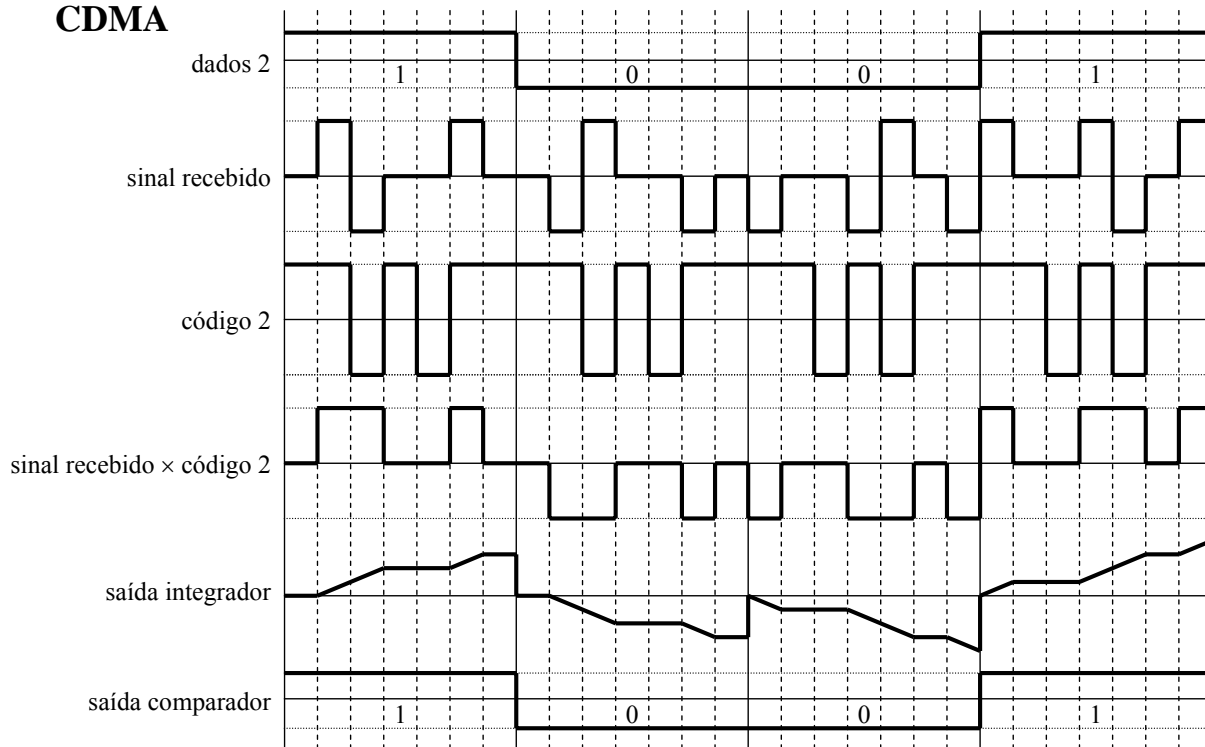 CDMA
dados 2
1 0 0 1
sinal recebido
código 2
sinal recebido × código 2
saída integrador
saída comparador
1 0 0 1